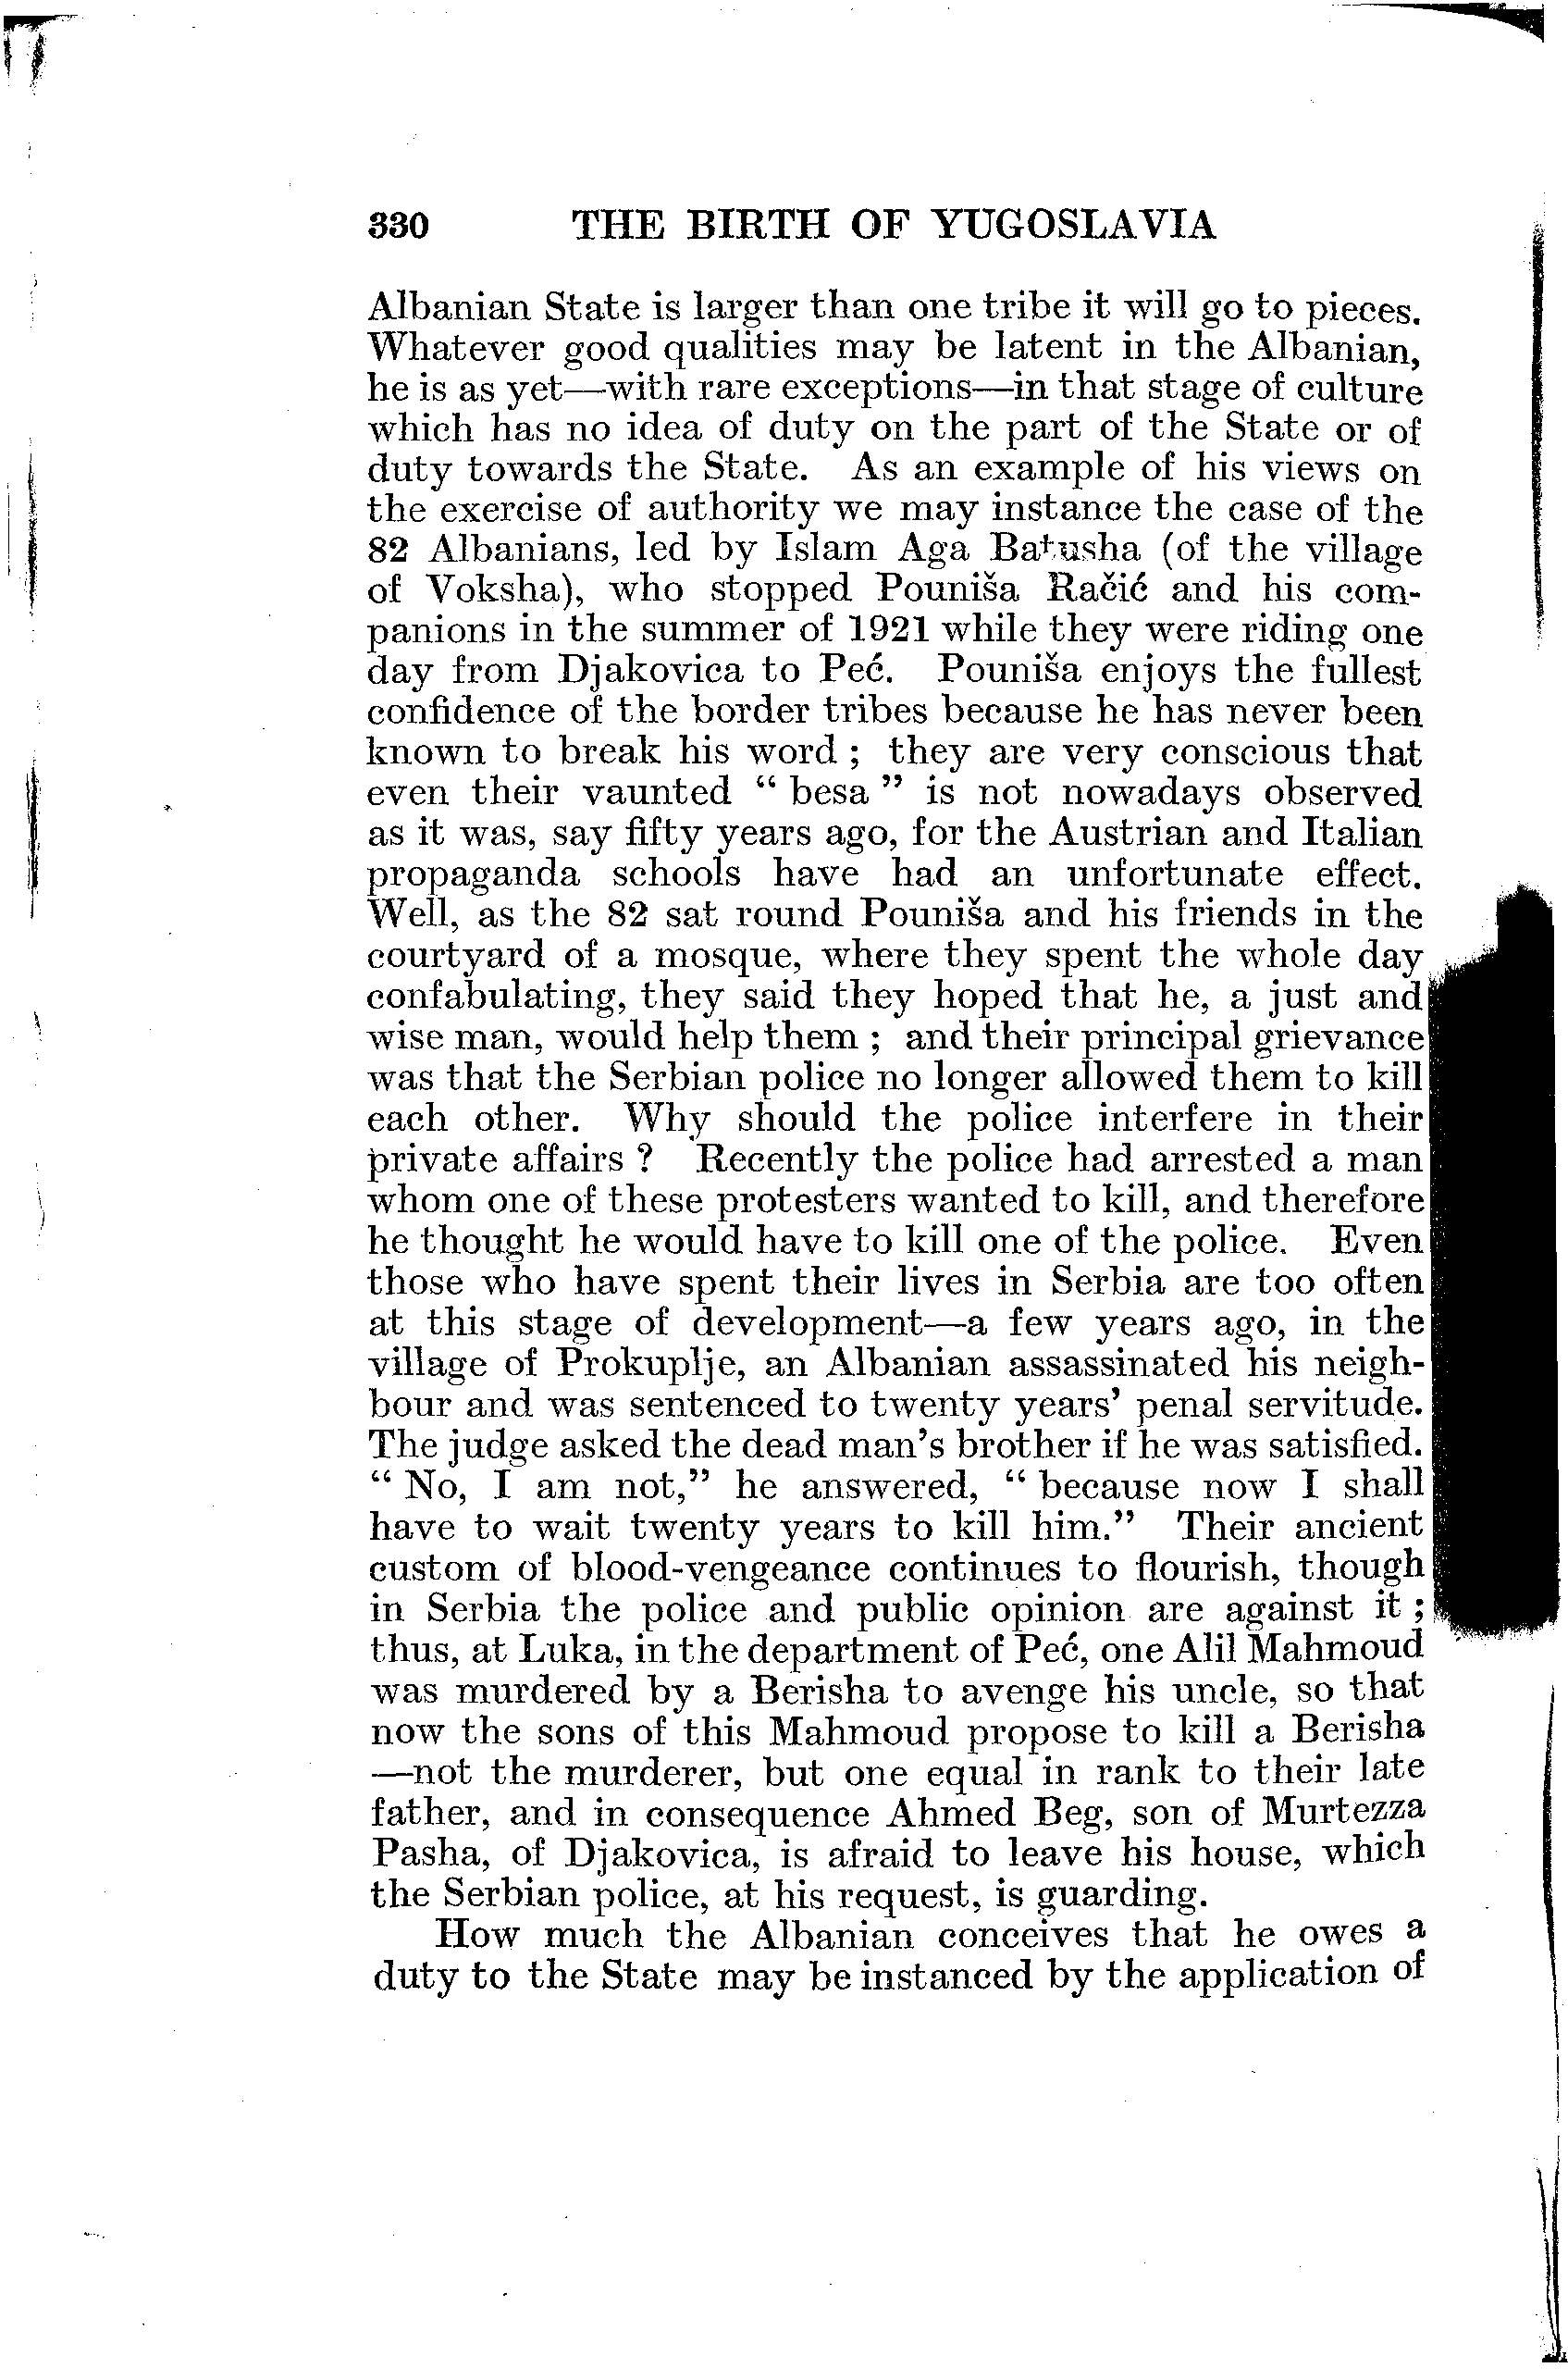 330 THE BIRTH OF YUGOSLAVIA
Albanian State is larger than one tribe it will go to pieces.
Whatever good qualities may be latent in the Albanian,
he is as yet—with rare exceptions—in that stage of culture
which has no idea of duty on the part of the State or of
duty towards the State. As an example of his views on
the exercise of authority we may instance the case of the
82 Albanians, led by Islam Aga Batusha (of the village
of Voksha), who stopped Pouniša Račić and his com-
panions in the summer of 1921 while they were riding one
day from Djakovica to Peć. Pouniša enjoys the fullest
confidence of the border tribes because he has never been
known to break his word ; they are very conscious that
even their vaunted “ besa ” is not nowadays observed
as it was, say fifty years ago, for the Austrian and Italian
propaganda schools have had an unfortunate effect.
Well, as the 82 sat round Pouniša and his friends in the
courtyard of a mosque, where they spent the whole day
confabulating, they said they hoped that he, a just and
wise man, would help them ; and their principal grievance
was that the Serbian police no longer allowed them to kill
each other. Why should the police interfere in their
private affairs ? Recently the police had arrested a man
whom one of these protesters wanted to kill, and therefore
he thought he would have to kill one of the police. Even
those who have spent their lives in Serbia are too often
at this stage of development—a few years ago, in the
village of Prokuplje, an Albanian assassinated his neigh-
bour and was sentenced to twenty years’ penal servitude.
The judge asked the dead man’s brother if he was satisfied.
“ No, I am not,” he answered, “ because now I shall
have to wait twenty years to kill him.” Their ancient
custom of blood-vengeance continues to flourish, though
in Serbia the police and public opinion are against it ;
thus, at Luka, in the department of Peć, one Alil Mahmoud
was murdered by a Berisha to avenge his uncle, so that
now the sons of this Mahmoud propose to kill a Berisha
—not the murderer, but one equal in rank to their late
father, and in consequence Ahmed Beg, son of Murtezza
Pasha, of Djakovica, is afraid to leave his house, which
the Serbian police, at his request, is guarding.
How much the Albanian conceives that he owes a
duty to the State may be instanced by the application of